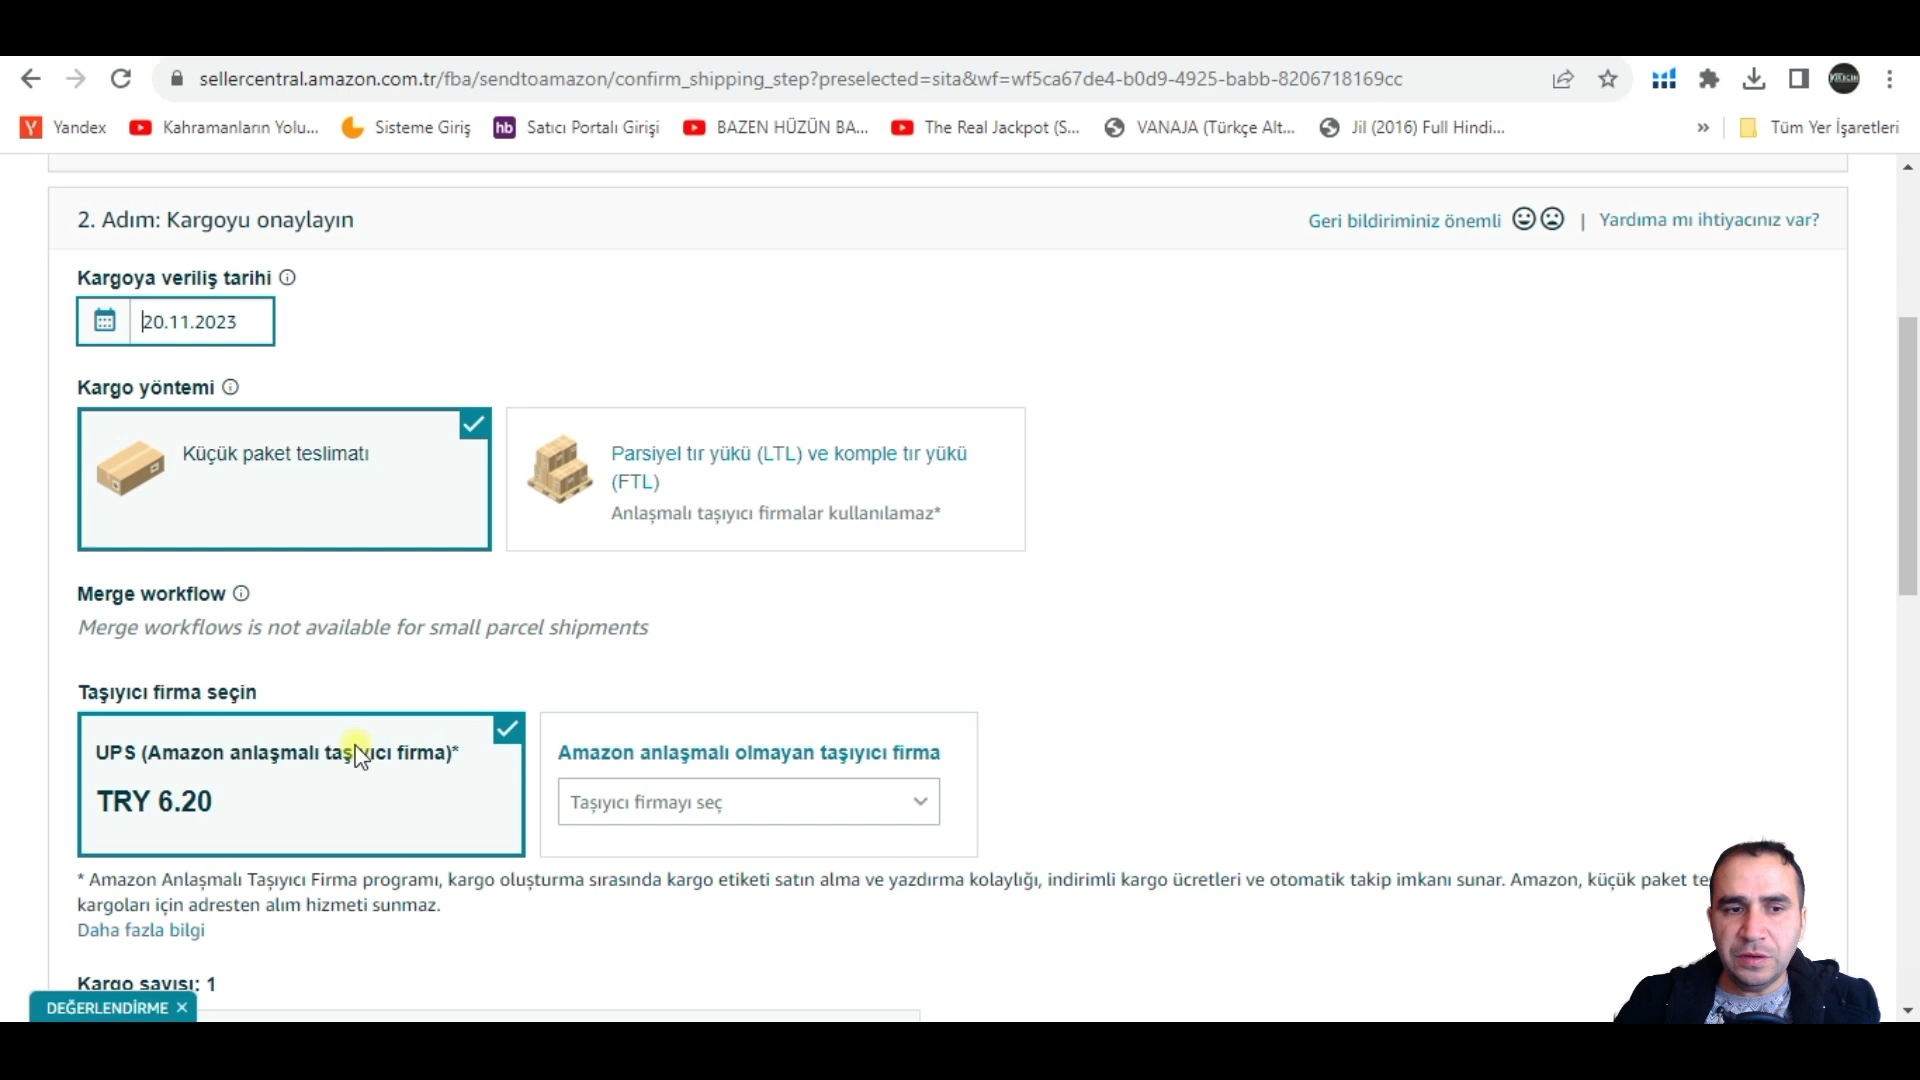 sellercentral.amazon.com.tr/fba/sendtoamazon/confirm_shipping_step?preselected=sita&wf=wf5ca67de4-b0d9-4925-babb-8206718169cc
Yandex Kahramanların Yolu... Sisteme Giriş hb Satıcı Portalı Girişi BAZEN HÜZÜN BA... The Real Jackpot (S... VANAJA (Türkçe Alt... Jil (2016) Full Hindi... » Tüm Yer İşaretleri
2. Adım: Kargoyu onaylayın
Geri bildiriminiz önemli | Yardıma mı ihtiyacınız var?
Kargoya veriliş tarihi
20.11.2023
Kargo yöntemi
Küçük paket teslimatı
Parsiyel tır yükü (LTL) ve komple tır yükü
(FTL)
Anlaşmalı taşıyıcı firmalar kullanılamaz*
Merge workflow
Merge workflows is not available for small parcel shipments
Taşıyıcı firma seçin
UPS (Amazon anlaşmalı taşıyıcı firma)*
TRY 6.20
Amazon anlaşmalı olmayan taşıyıcı firma
Taşıyıcı firmayı seç
* Amazon Anlaşmalı Taşıyıcı Firma programı, kargo oluşturma sırasında kargo etiketi satın alma ve yazdırma kolaylığı, indirimli kargo ücretleri ve otomatik takip imkanı sunar. Amazon, küçük paket
kargoları için adresten alım hizmeti sunmaz.
Daha fazla bilgi
Kargo sayısı: 1
DEĞERLENDİRME ×